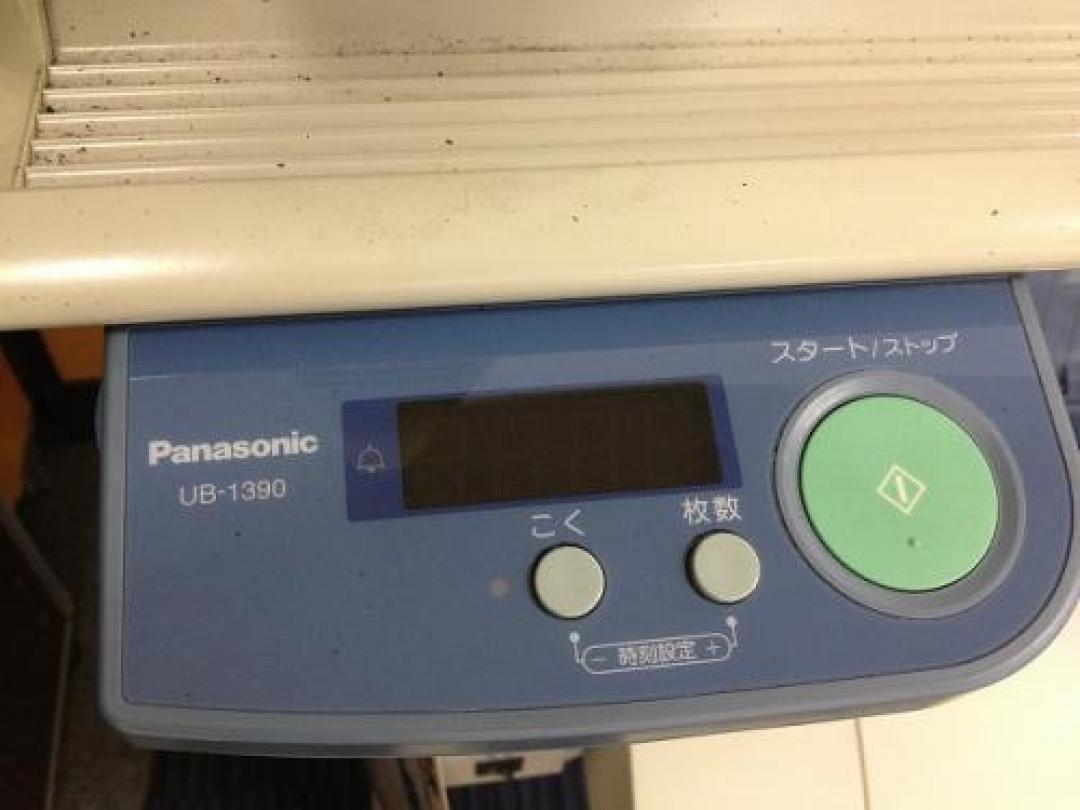 スタート/ストップ
Panasonic
UB-1390
こく
枚数
− 時刻設定 +